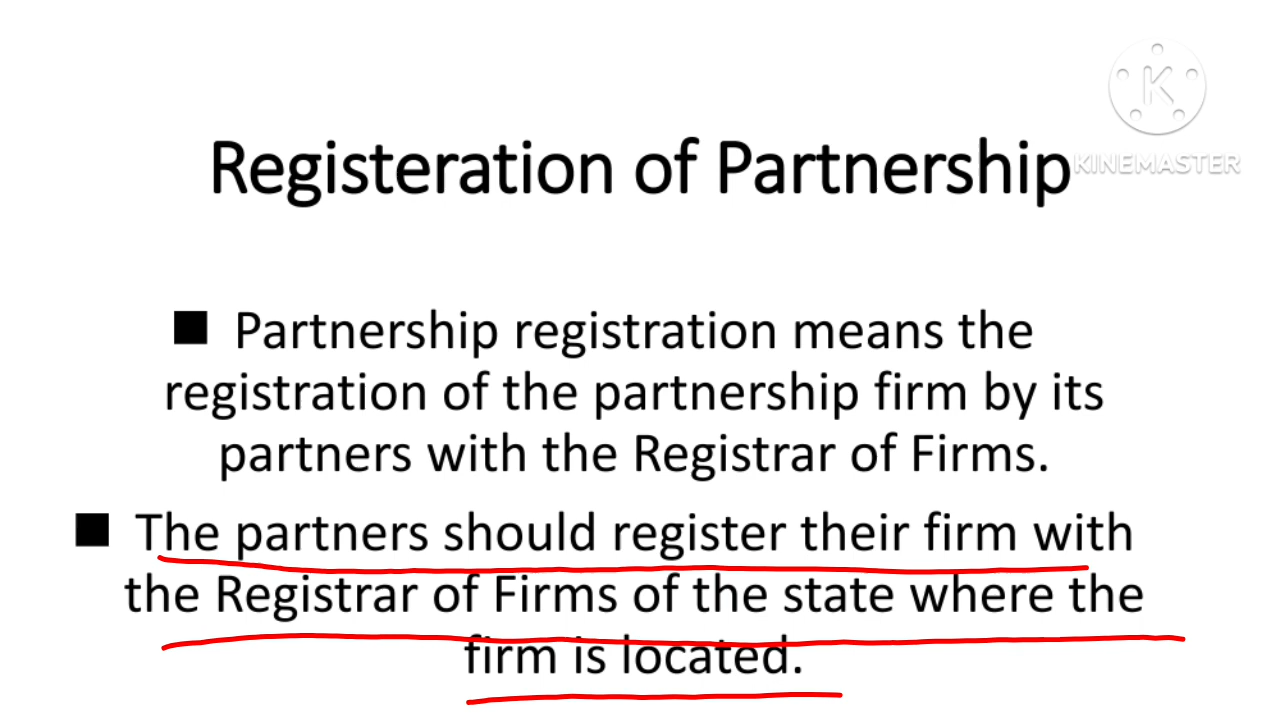 K
KINEMASTER
Registeration of Partnership
■ Partnership registration means the
registration of the partnership firm by its
partners with the Registrar of Firms.
■ The partners should register their firm with
the Registrar of Firms of the state where the
firm is located.